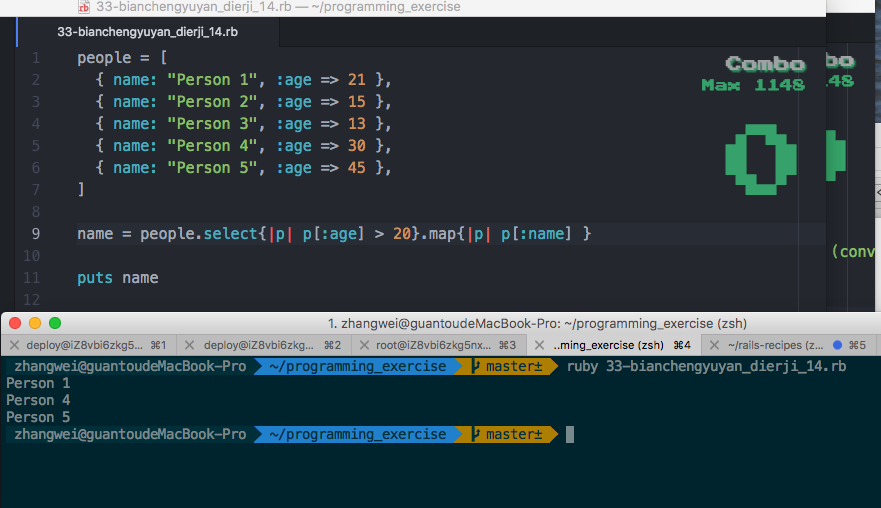 33-bianchengyuyan_dierji_14.rb — ~/programming_exercise
33-bianchengyuyan_dierji_14.rb
1 people = [
2 { name: "Person 1", :age => 21 },
3 { name: "Person 2", :age => 15 },
4 { name: "Person 3", :age => 13 },
5 { name: "Person 4", :age => 30 },
6 { name: "Person 5", :age => 45 },
7 ]
8
9 name = people.select{|p| p[:age] > 20}.map{|p| p[:name] }
10
11 puts name
12
Combo
Max 1148
0
bo
48
(conv
1. zhangwei@guantoudeMacBook-Pro: ~/programming_exercise (zsh)
deploy@iZ8vbi6zkg5... ⌘1 deploy@iZ8vbi6zkg... ⌘2 root@iZ8vbi6zkg5nx... ⌘3 ..ming_exercise (zsh) ⌘4 ~/rails-recipes (z... ⌘5
zhangwei@guantoudeMacBook-Pro ~/programming_exercise master± ruby 33-bianchengyuyan_dierji_14.rb
Person 1
Person 4
Person 5
zhangwei@guantoudeMacBook-Pro ~/programming_exercise master±